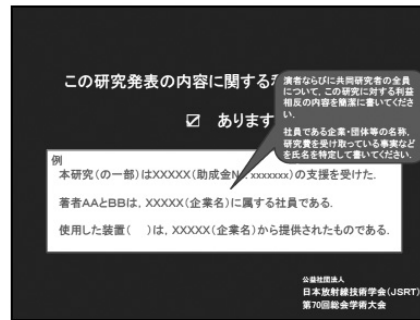 この研究発表の内容に関する利
☑ あります
演者ならびに共同研究者の全員
について，この研究に対する利益
相反の内容を簡潔に書いてくださ
い．
社員である企業・団体等の名称，
研究費を受け取っている事実など
を氏名を特定して書いてください．
例
本研究（の一部）はXXXXX（助成金N xxxxxxx）の支援を受けた．
著者AAとBBは，XXXXX（企業名）に属する社員である．
使用した装置（　）は，XXXXX（企業名）から提供されたものである．
公益社団法人
日本放射線技術学会（JSRT）
第70回総会学術大会